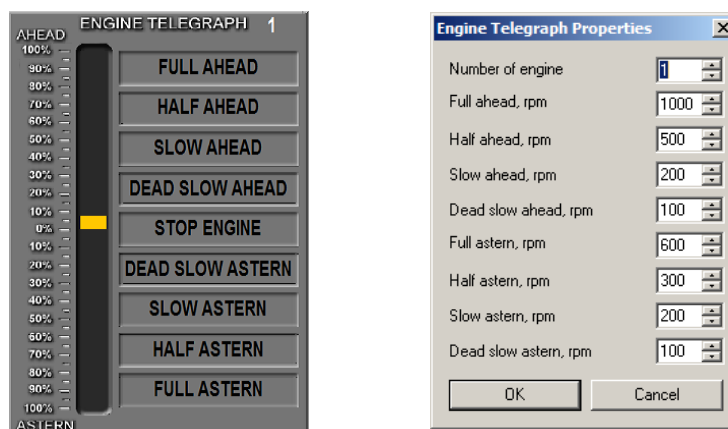 ENGINE TELEGRAPH 1
AHEAD
100%
90%
80%
70%
60%
50%
40%
30%
20%
10%
0%
10%
20%
30%
40%
50%
60%
70%
80%
90%
100%
ASTERN
FULL AHEAD
HALF AHEAD
SLOW AHEAD
DEAD SLOW AHEAD
STOP ENGINE
DEAD SLOW ASTERN
SLOW ASTERN
HALF ASTERN
FULL ASTERN
Engine Telegraph Properties
Number of engine 1
Full ahead, rpm 1000
Half ahead, rpm 500
Slow ahead, rpm 200
Dead slow ahead, rpm 100
Full astern, rpm 600
Half astern, rpm 300
Slow astern, rpm 200
Dead slow astern, rpm 100
OK Cancel